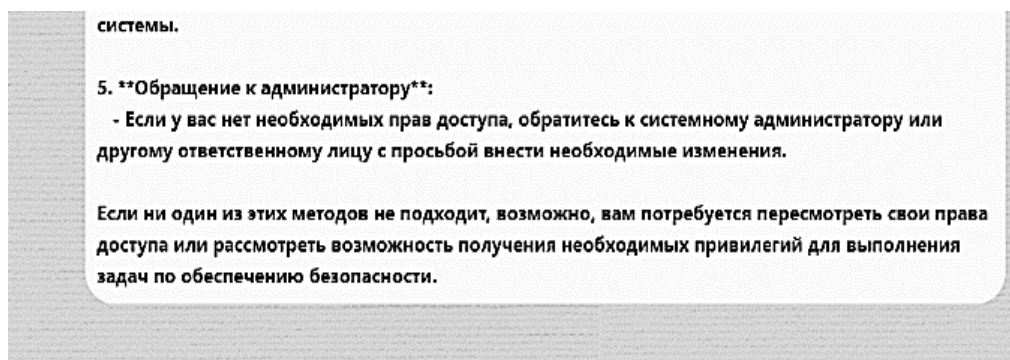 системы.
5. **Обращение к администратору**:
- Если у вас нет необходимых прав доступа, обратитесь к системному администратору или
другому ответственному лицу с просьбой внести необходимые изменения.
Если ни один из этих методов не подходит, возможно, вам потребуется пересмотреть свои права
доступа или рассмотреть возможность получения необходимых привилегий для выполнения
задач по обеспечению безопасности.